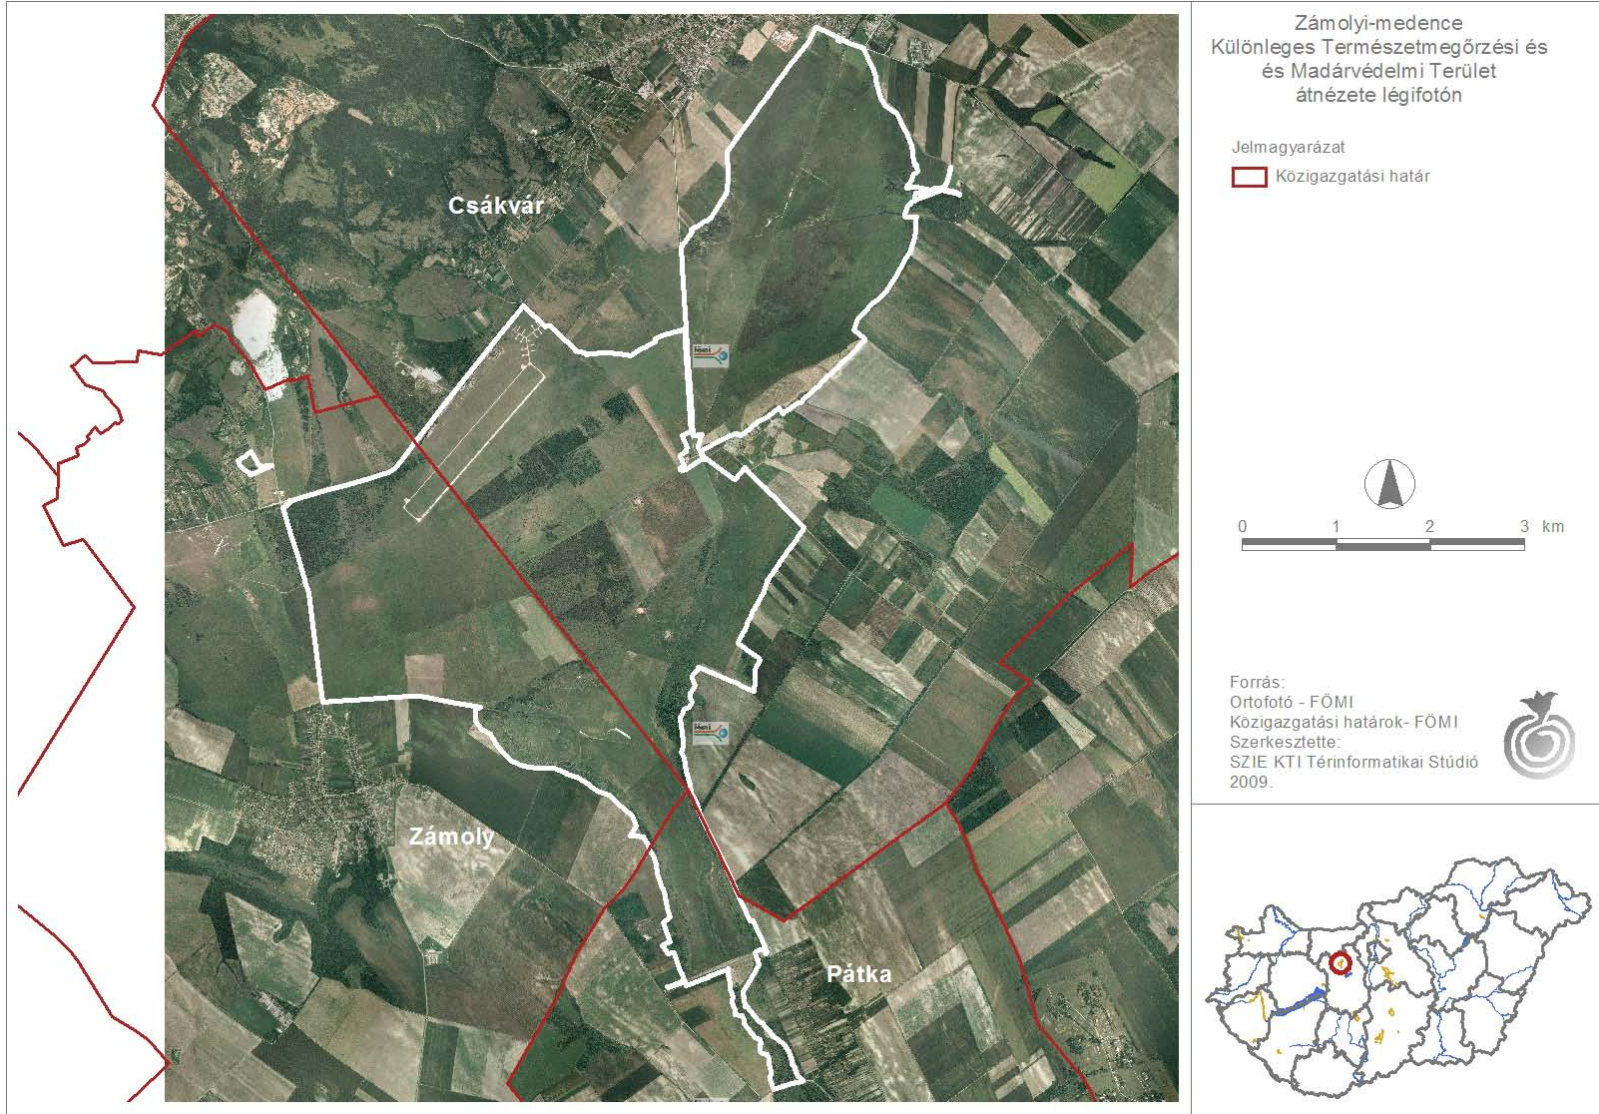 Zámolyi-medence
Különleges Természetmegőrzési és
és Madárvédelmi Terület
átnézete légifotón
Jelmagyarázat
Közigazgatási határ
Csákvár
Zámoly
Pátka
0 1 2 3 km
Forrás:
Ortofotó - FÖMI
Közigazgatási határok- FÖMI
Szerkesztette:
SZIE KTI Térinformatikai Stúdió
2009.